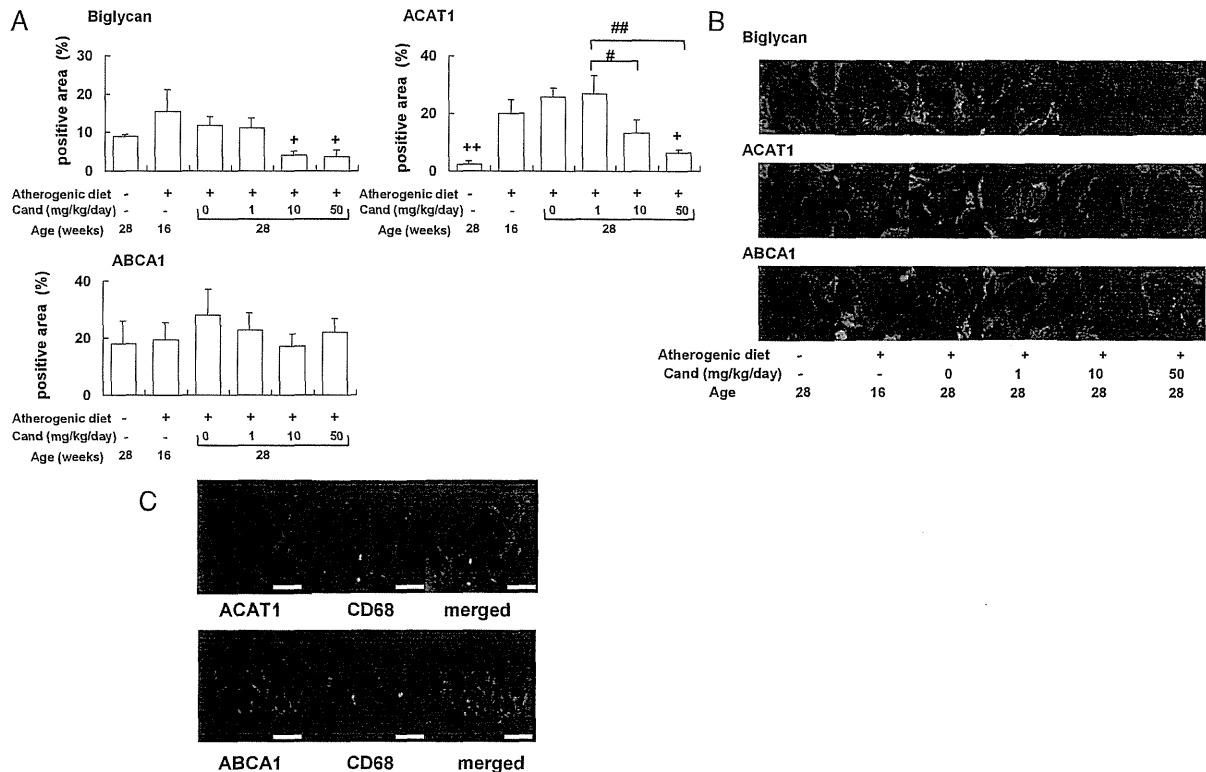 A
Biglycan
positive area (%)
30
20
10
0
+ +
Atherogenic diet - + + + + +
Cand (mg/kg/day) - - 0 1 10 50
Age (weeks) 28 16 28
ACAT1
positive area (%)
40
20
0
##
#
++ +
Atherogenic diet - + + + + +
Cand (mg/kg/day) - - 0 1 10 50
Age (weeks) 28 16 28
ABCA1
positive area (%)
40
20
0
Atherogenic diet - + + + + +
Cand (mg/kg/day) - - 0 1 10 50
Age (weeks) 28 16 28
B
Biglycan
ACAT1
ABCA1
Atherogenic diet - + + + + +
Cand (mg/kg/day) - - 0 1 10 50
Age 28 16 28 28 28 28
C
ACAT1 CD68 merged
ABCA1 CD68 merged